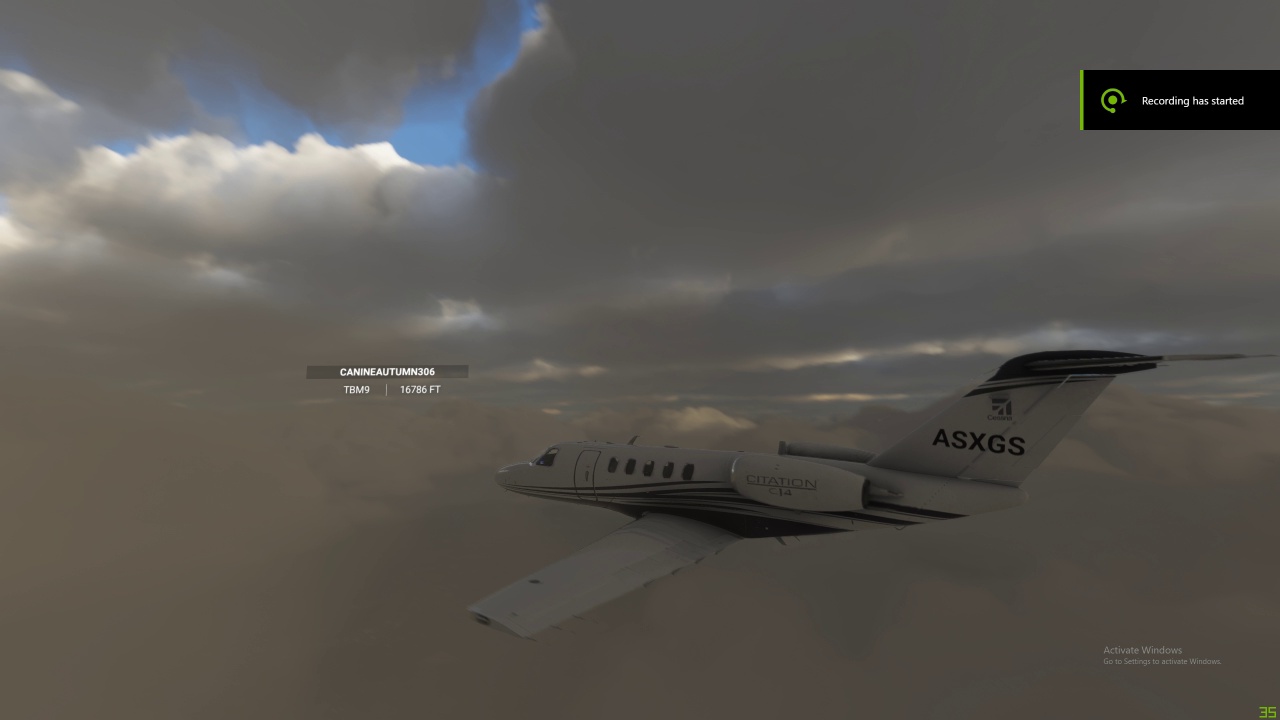 Recording has started
CANINEAUTUMN306
TBM9 | 16786 FT
Cessna
ASXGS
CITATION
CJ4
Activate Windows
Go to Settings to activate Windows.
35